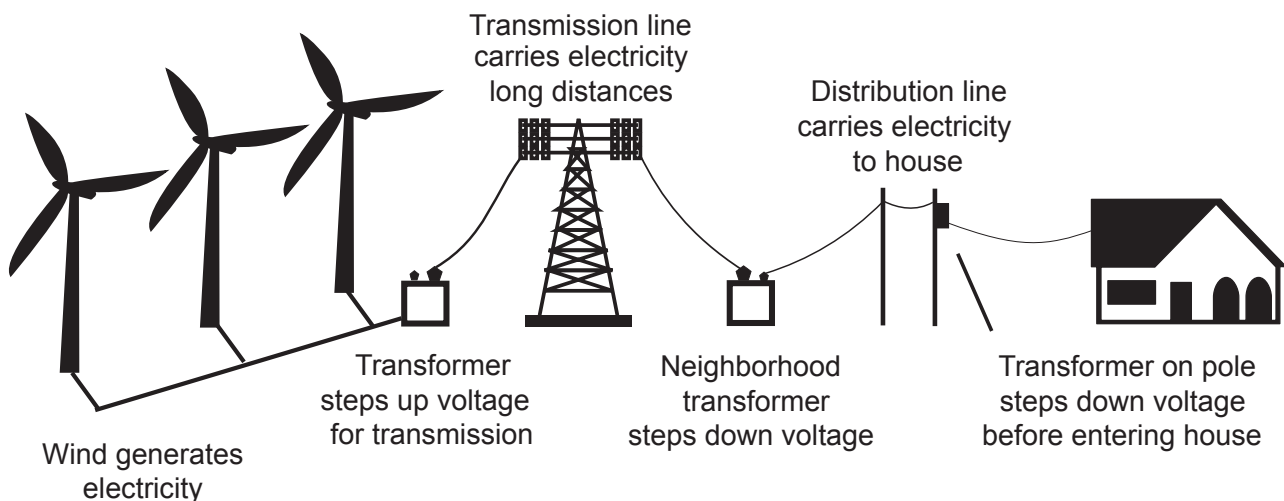 Transmission line
carries electricity
long distances
Distribution line
carries electricity
to house
Transformer
steps up voltage
for transmission
Neighborhood
transformer
steps down voltage
Transformer on pole
steps down voltage
before entering house
Wind generates
electricity